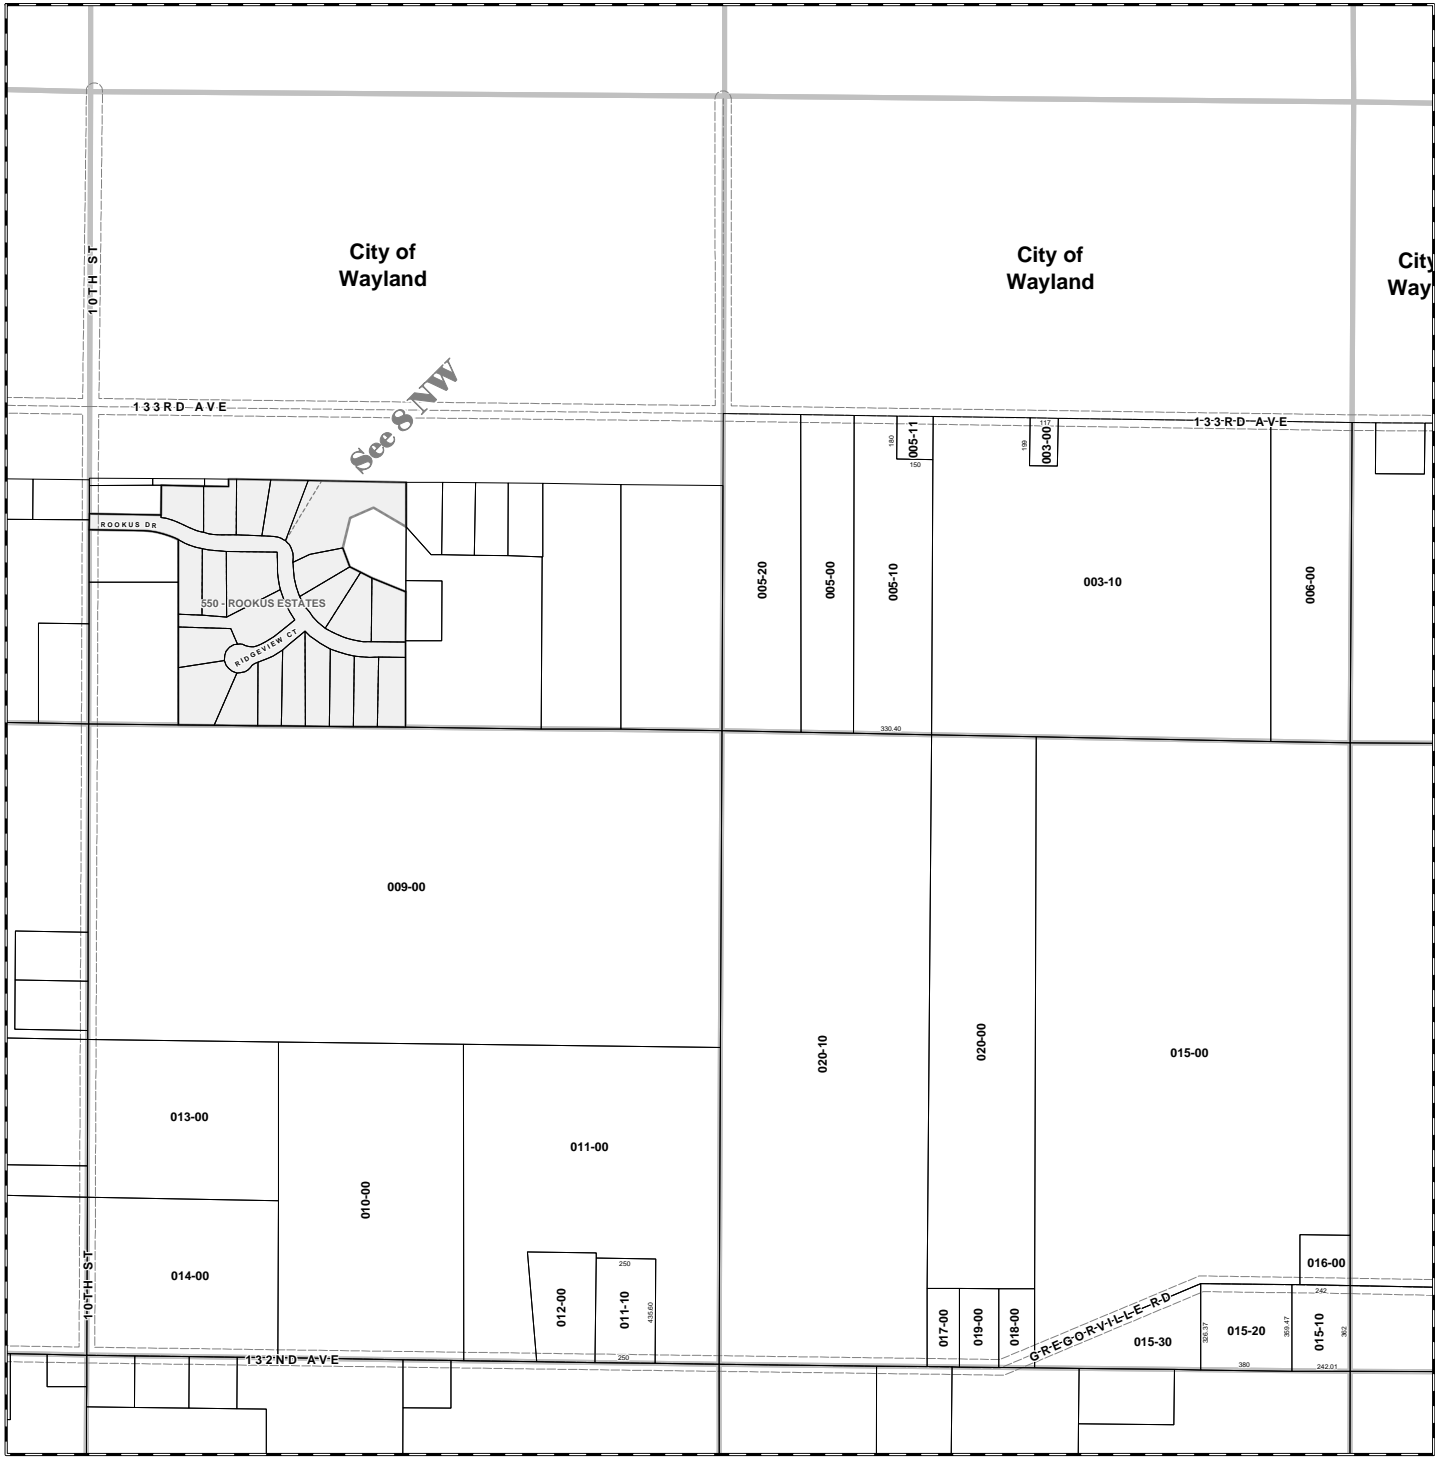 City of
Wayland
City of
Wayland
City
Way
10TH ST
See 8 NW
133RD AVE
133RD AVE
180
005-11
150
117
199
003-00
ROOKUS DR
550 - ROOKUS ESTATES
RIDGEVIEW CT
005-20
005-00
005-10
003-10
006-00
330.40
009-00
020-10
020-00
015-00
013-00
011-00
010-00
014-00
10TH ST
012-00
250
011-10
435.60
250
132ND AVE
017-00
019-00
018-00
GREGORVILLE RD
016-00
242
015-30
326.37
015-20
359.47
015-10
362
380
242.01